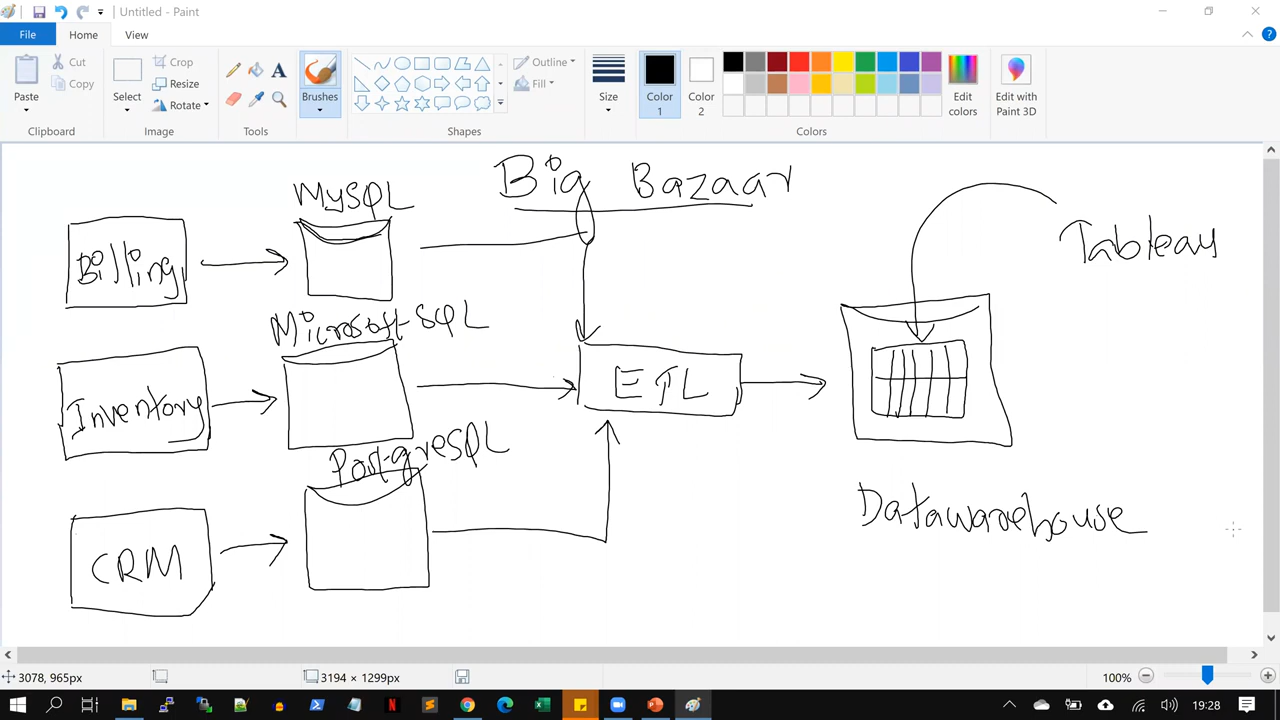 Untitled - Paint
File
Home
View
Paste
Cut
Copy
Clipboard
Select
Crop
Resize
Rotate
Image
A
Tools
Brushes
Outline
Fill
Shapes
Size
Color 1
Color 2
Edit colors
Edit with Paint 3D
Colors
Big Bazaar
MySQL
Billing
Tableau
Microsoft SQL
Inventory
ETL
PostgreSQL
CRM
Datawarehouse
3078, 965px
3194 × 1299px
100%
19:28